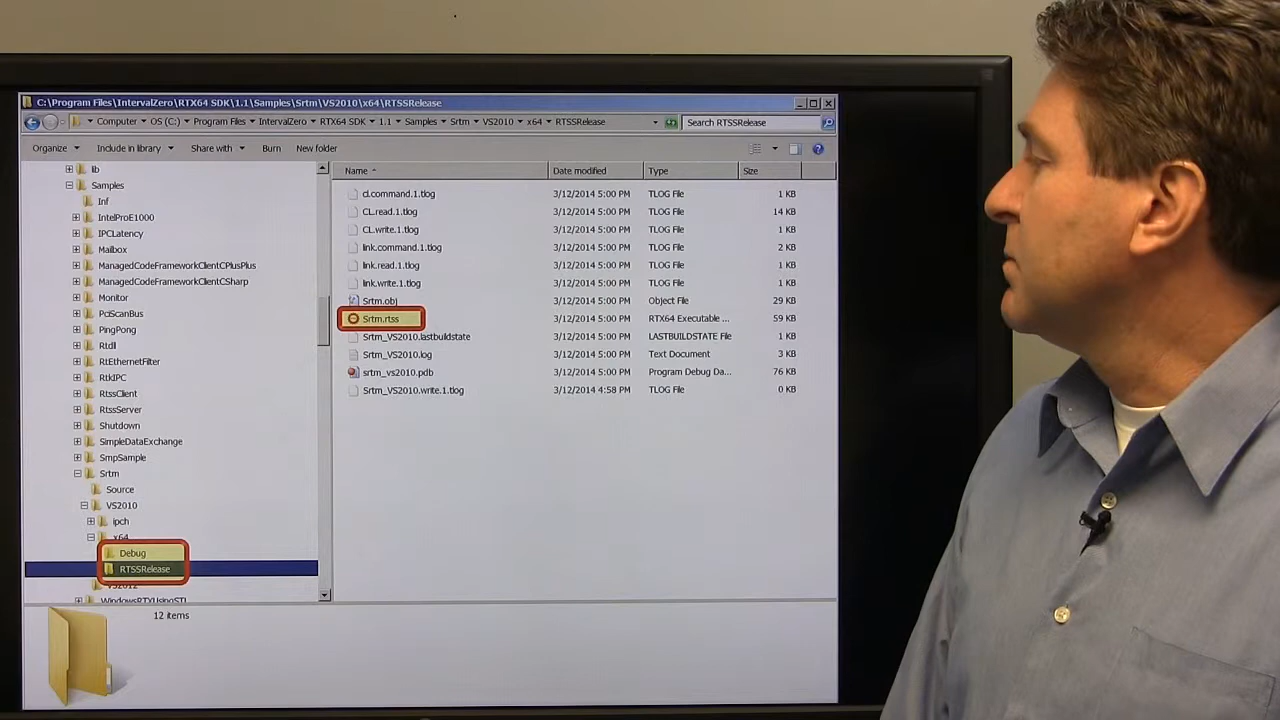 C:\Program Files\IntervalZero\RTX64 SDK\1.1\Samples\Srtm\VS2010\x64\RTSSRelease
Computer OS (C:) Program Files IntervalZero RTX64 SDK 1.1 Samples Srtm VS2010 x64 RTSSRelease Search RTSSRelease
Organize Include in library Share with Burn New folder
lib
Samples
Inf
IntelProE1000
IPCLatency
Mailbox
ManagedCodeFrameworkClientCPlusPlus
ManagedCodeFrameworkClientCSharp
Monitor
PciScanBus
PingPong
Rtdll
RtEthernetFilter
RtkIPC
RtssClient
RtssServer
Shutdown
SimpleDataExchange
SmpSample
Srtm
Source
VS2010
ipch
x64
Debug
RTSSRelease
VS2012
WindowsRTXUsingSTL
Name Date modified Type Size
cl.command.1.tlog 3/12/2014 5:00 PM TLOG File 1 KB
CL.read.1.tlog 3/12/2014 5:00 PM TLOG File 14 KB
CL.write.1.tlog 3/12/2014 5:00 PM TLOG File 1 KB
link.command.1.tlog 3/12/2014 5:00 PM TLOG File 2 KB
link.read.1.tlog 3/12/2014 5:00 PM TLOG File 1 KB
link.write.1.tlog 3/12/2014 5:00 PM TLOG File 1 KB
Srtm.obj 3/12/2014 5:00 PM Object File 29 KB
Srtm.rtss 3/12/2014 5:00 PM RTX64 Executable ... 59 KB
Srtm_VS2010.lastbuildstate 3/12/2014 5:00 PM LASTBUILDSTATE File 1 KB
Srtm_VS2010.log 3/12/2014 5:00 PM Text Document 3 KB
srtm_vs2010.pdb 3/12/2014 5:00 PM Program Debug Da... 76 KB
Srtm_VS2010.write.1.tlog 3/12/2014 4:58 PM TLOG File 0 KB
12 items